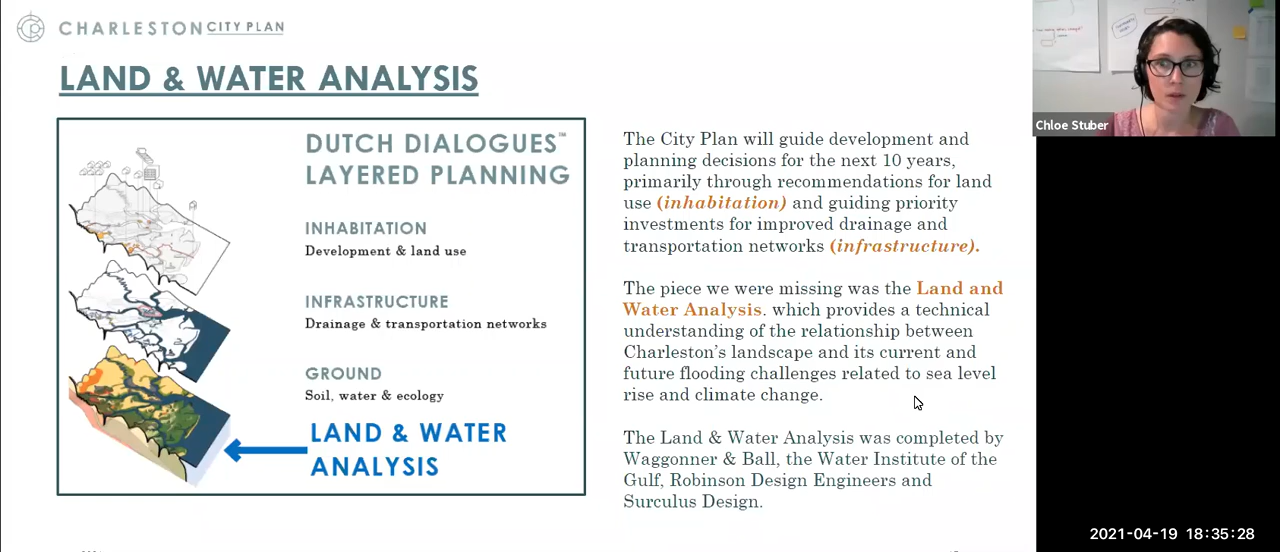 CHARLESTON CITY PLAN
LAND & WATER ANALYSIS
DUTCH DIALOGUES™
LAYERED PLANNING
INHABITATION
Development & land use
INFRASTRUCTURE
Drainage & transportation networks
GROUND
Soil, water & ecology
LAND & WATER
ANALYSIS
The City Plan will guide development and
planning decisions for the next 10 years,
primarily through recommendations for land
use (inhabitation) and guiding priority
investments for improved drainage and
transportation networks (infrastructure).
The piece we were missing was the Land and
Water Analysis. which provides a technical
understanding of the relationship between
Charleston's landscape and its current and
future flooding challenges related to sea level
rise and climate change.
The Land & Water Analysis was completed by
Waggonner & Ball, the Water Institute of the
Gulf, Robinson Design Engineers and
Surculus Design.
Chloe Stuber
2021-04-19 18:35:28